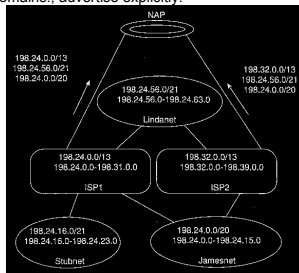 omains., advertise explicitly.
NAP
198.24.0.0/13
198.24.56.0/21
198.24.0.0/20
198.32.0.0/13
198.24.56.0/21
198.24.0.0/20
198.24.56.0/21
198.24.56.0-198.24.63.0
Lindanet
198.24.0.0/13
198.24.0.0-198.31.0.0
ISP1
198.32.0.0/13
198.32.0.0-198.39.0.0
ISP2
198.24.16.0/21
198.24.16.0-198.24.23.0
Stubnet
198.24.0.0/20
198.24.0.0-198.24.15.0
Jamesnet